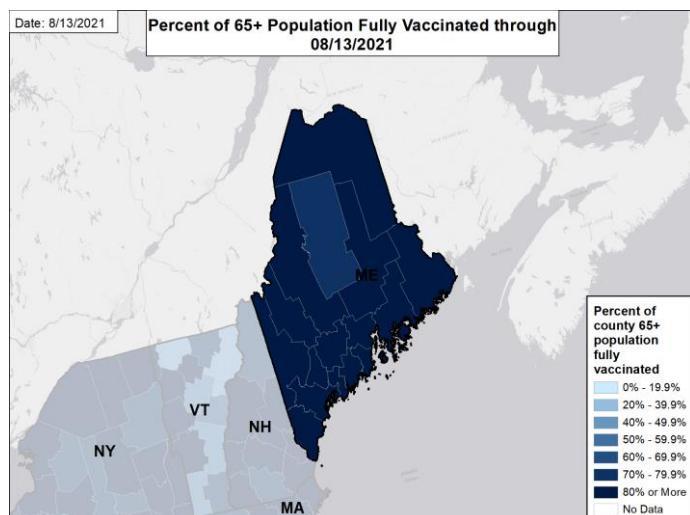 Date: 8/13/2021
Percent of 65+ Population Fully Vaccinated through
08/13/2021
ME
VT
NH
NY
MA
Percent of
county 65+
population
fully
vaccinated
0% - 19.9%
20% - 39.9%
40% - 49.9%
50% - 59.9%
60% - 69.9%
70% - 79.9%
80% or More
No Data